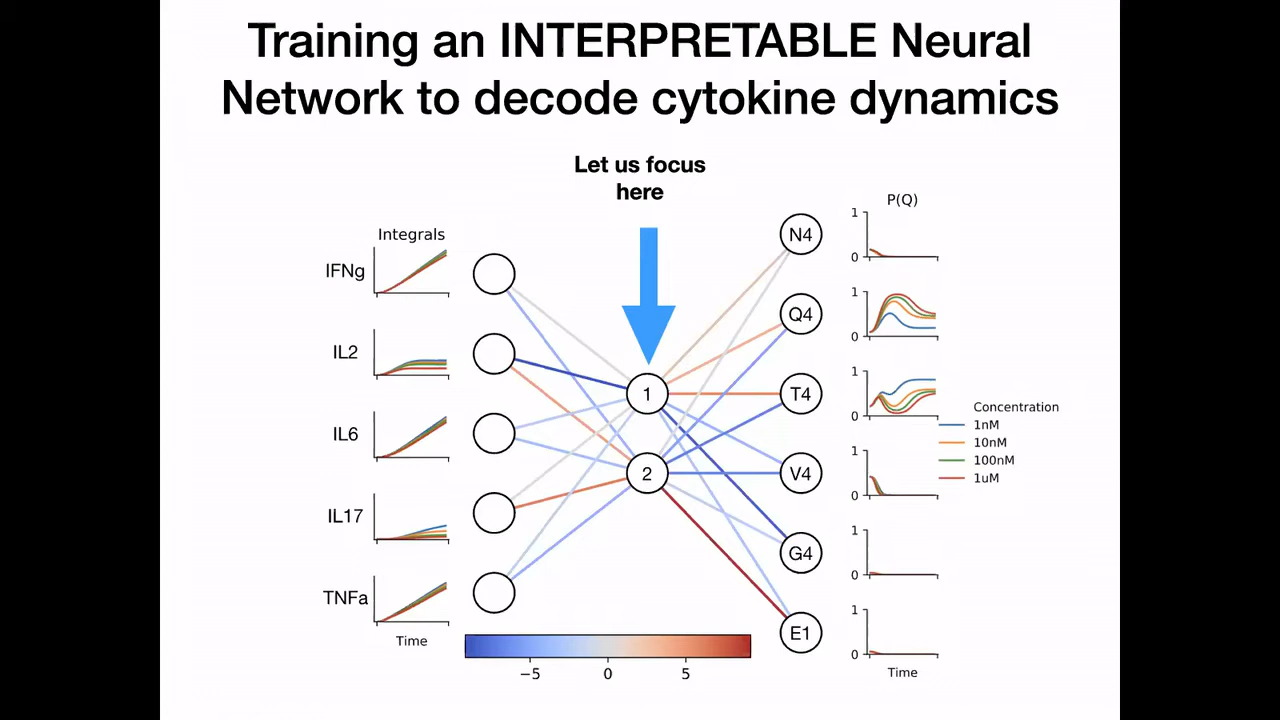 Training an INTERPRETABLE Neural
Network to decode cytokine dynamics
Let us focus
here
Integrals
IFNg
IL2
IL6
IL17
TNFa
Time
1
2
N4
Q4
T4
V4
G4
E1
P(Q)
1
0
1
0
1
0
1
0
1
0
1
0
Time
Concentration
1nM
10nM
100nM
1uM
−5
0
5